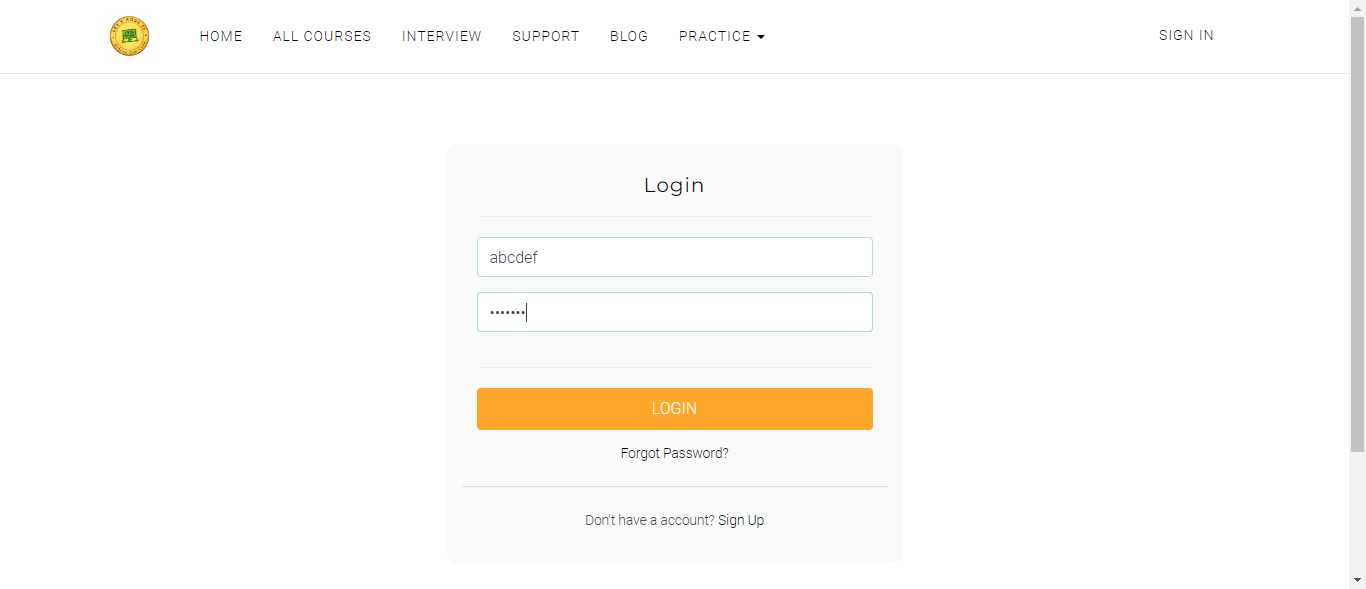 HOME ALL COURSES INTERVIEW SUPPORT BLOG PRACTICE SIGN IN
Login
abcdef
•••••••
LOGIN
Forgot Password?
Don't have a account? Sign Up